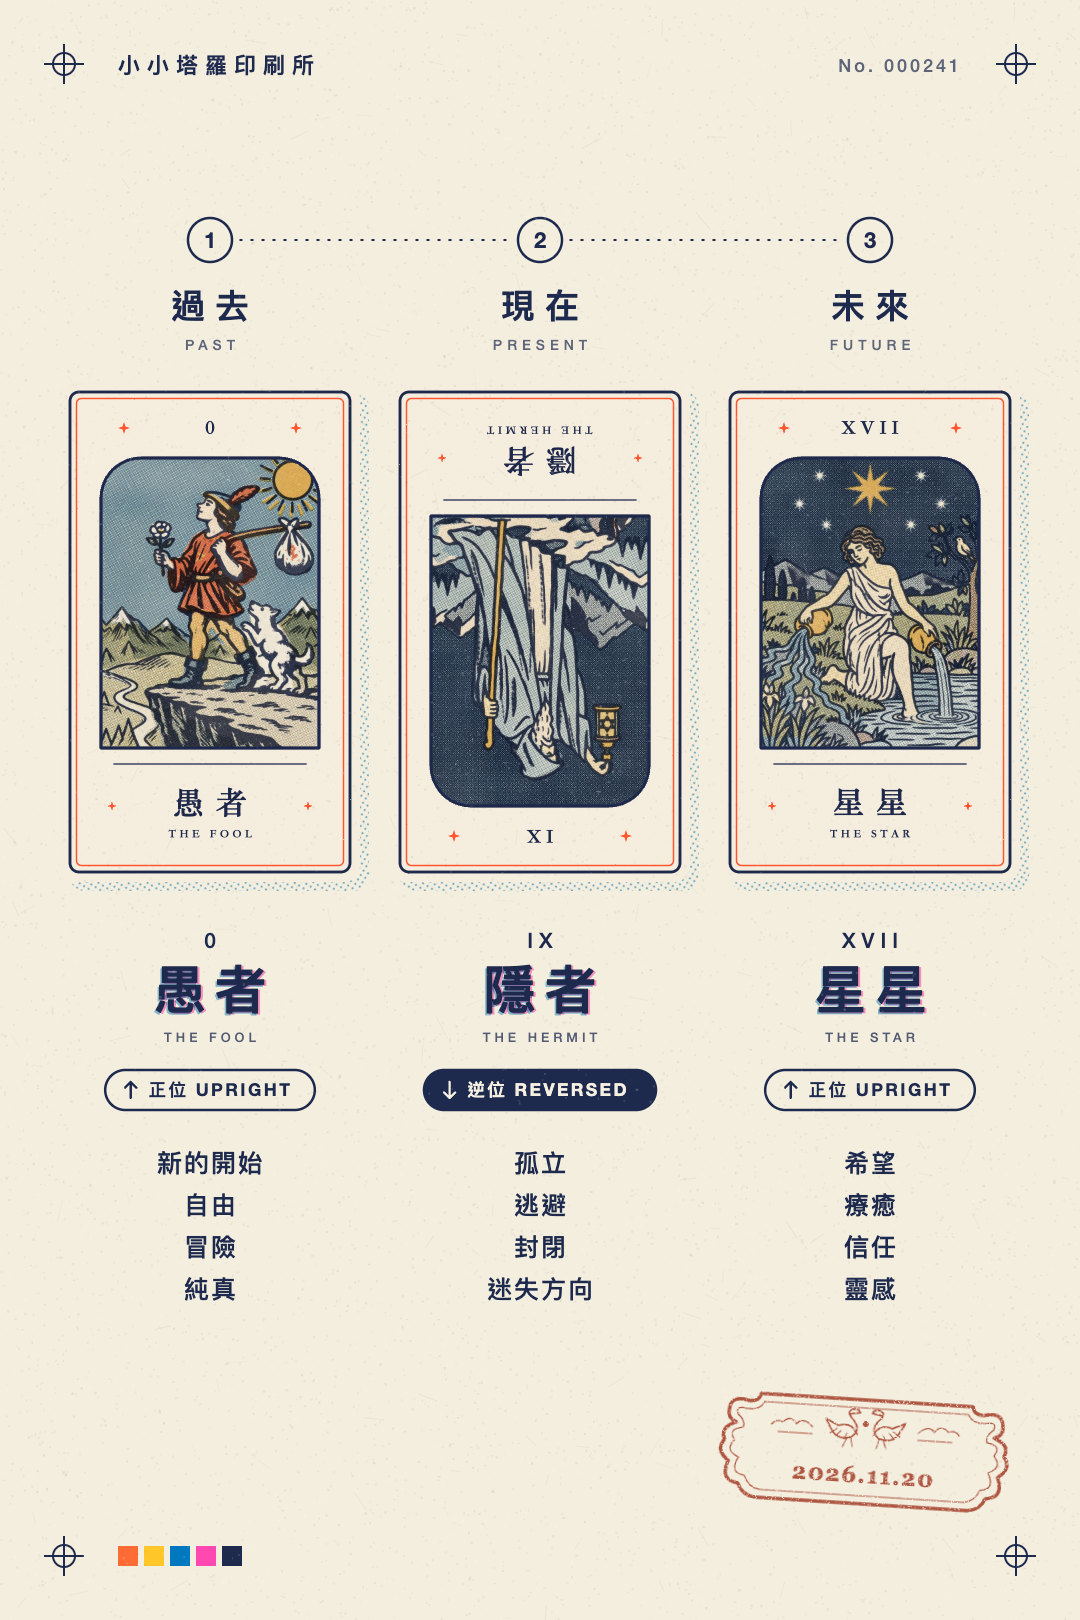 小小塔羅印刷所
No. 000241
1
2
3
過去
現在
未來
PAST
PRESENT
FUTURE
0
愚者
THE FOOL
THE HERMIT
隱者
IX
XVII
星星
THE STAR
0
愚者
THE FOOL
↑ 正位 UPRIGHT
新的開始
自由
冒險
純真
IX
隱者
THE HERMIT
↓ 逆位 REVERSED
孤立
逃避
封閉
迷失方向
XVII
星星
THE STAR
↑ 正位 UPRIGHT
希望
療癒
信任
靈感
2026.11.20